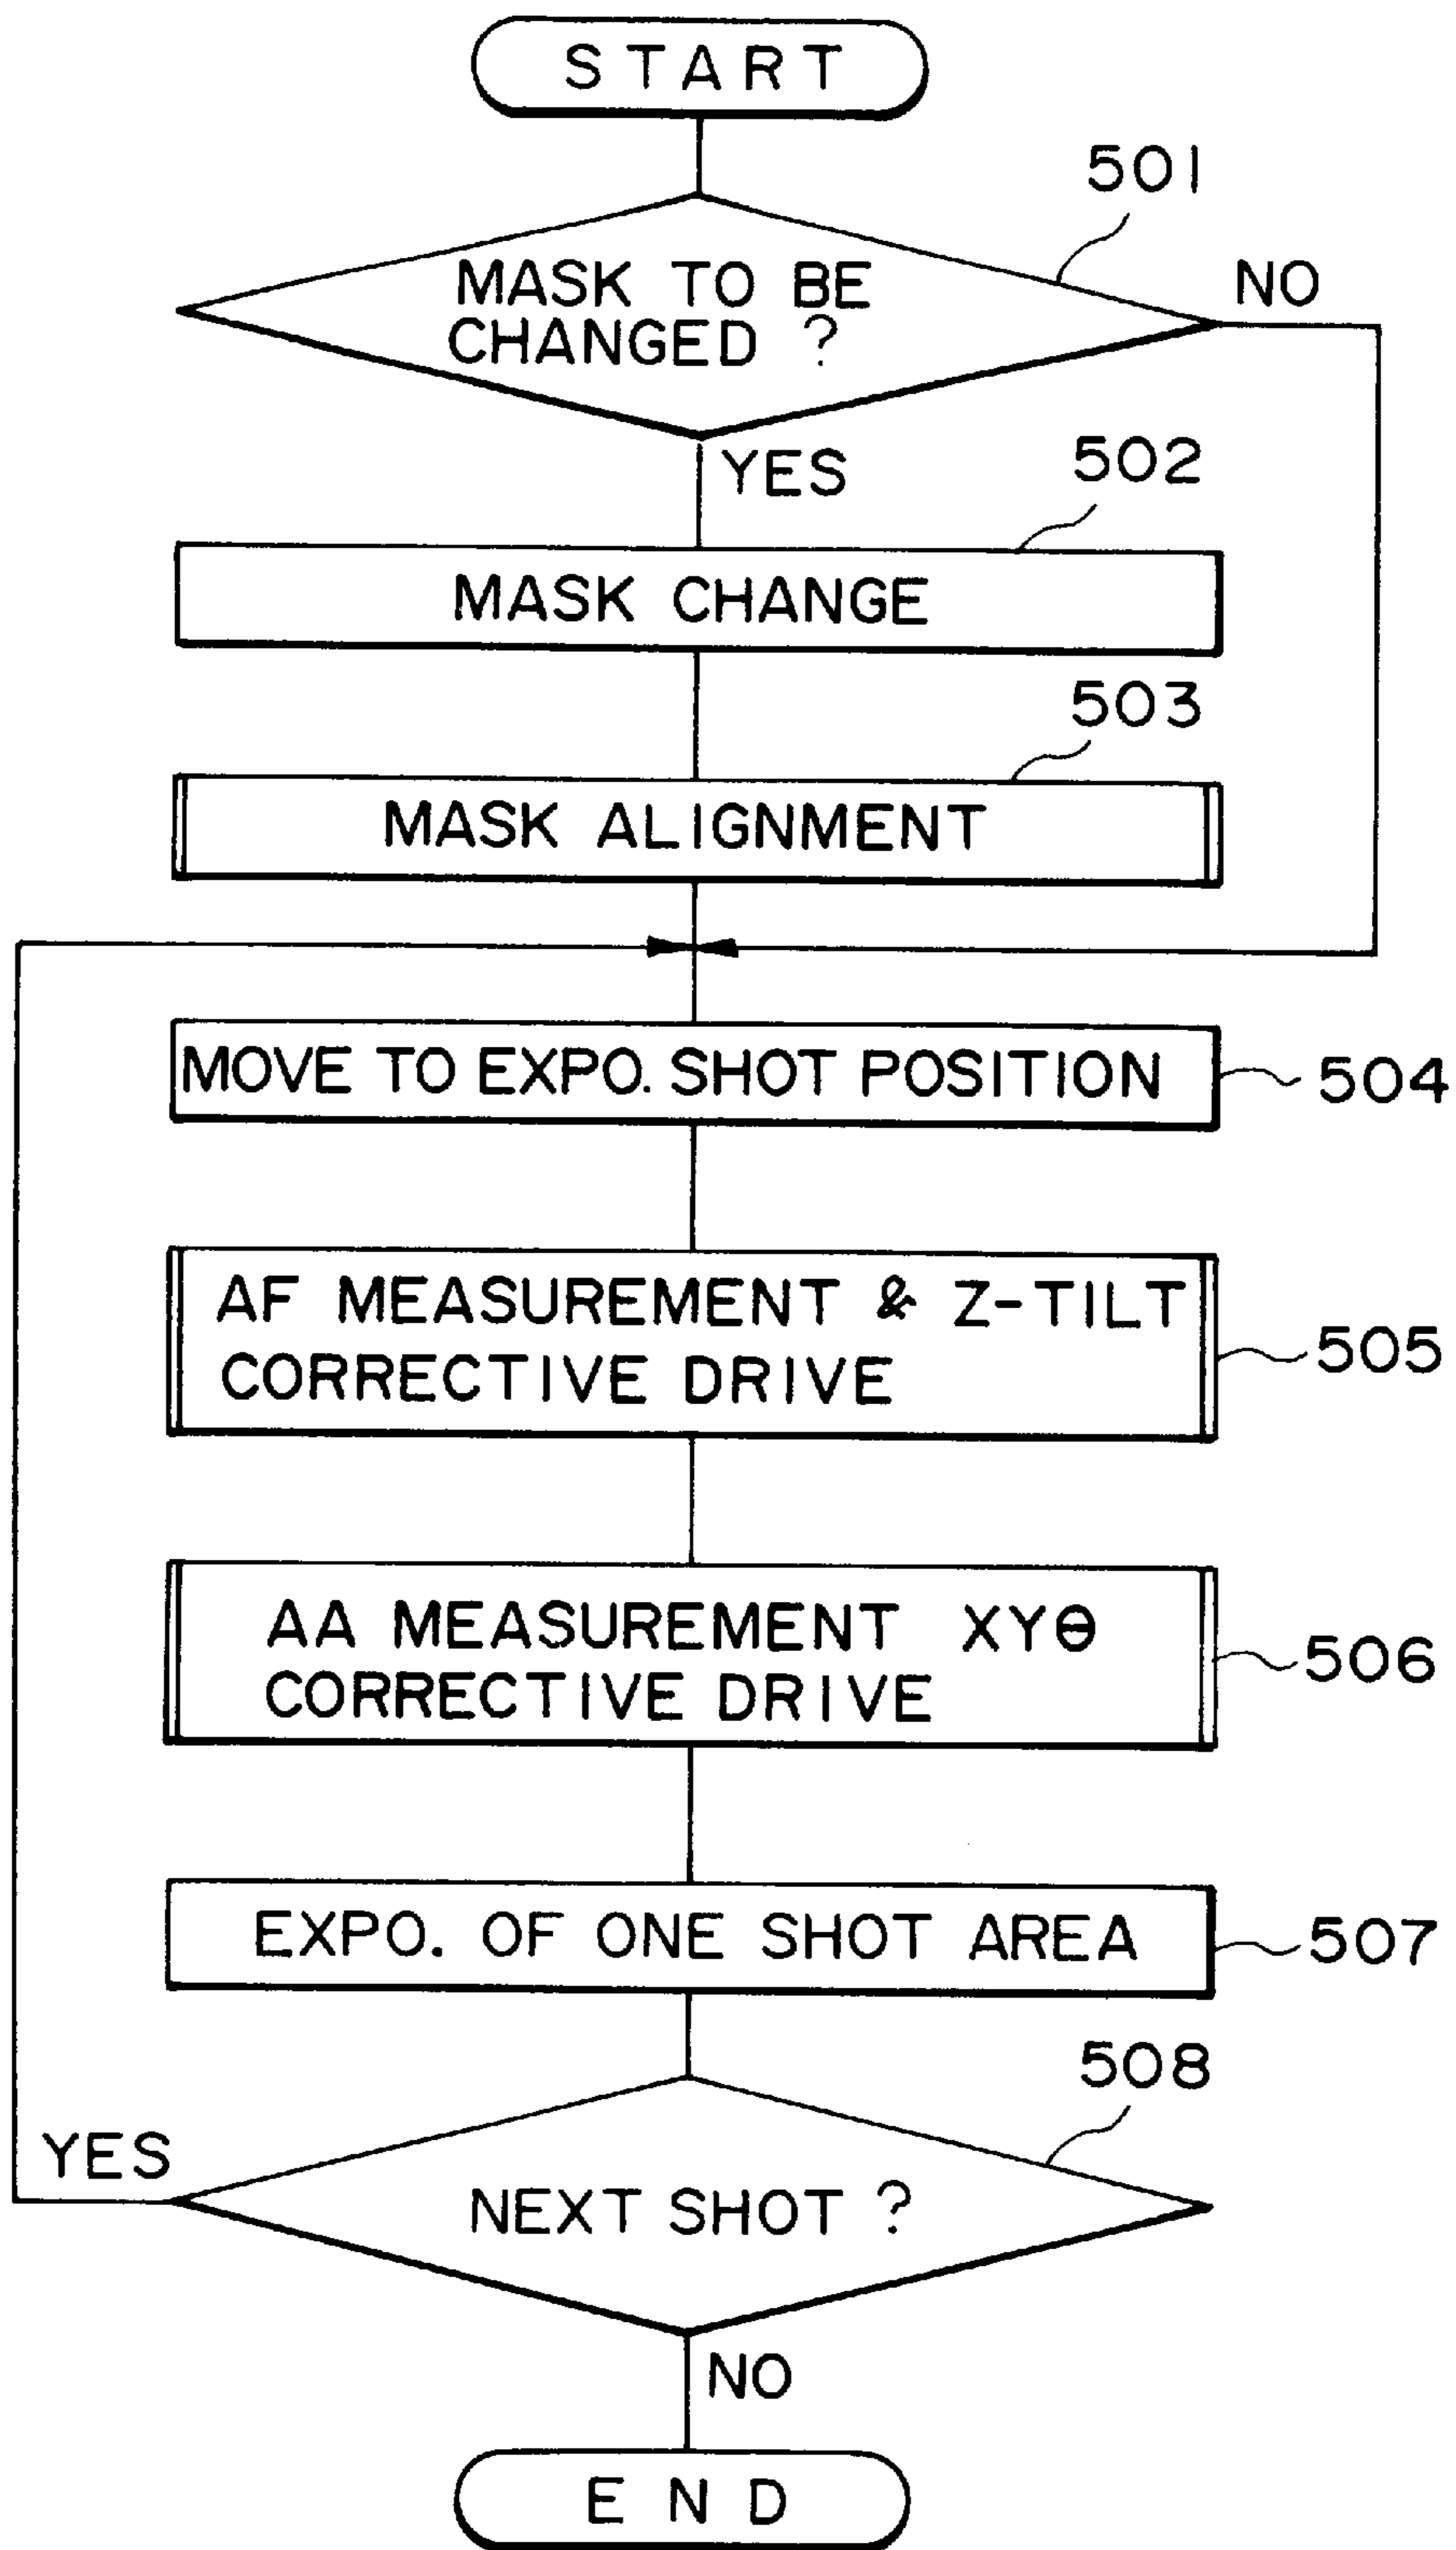 START
501
MASK TO BE
CHANGED ?
NO
YES
502
MASK CHANGE
503
MASK ALIGNMENT
MOVE TO EXPO. SHOT POSITION
504
AF MEASUREMENT & Z-TILT
CORRECTIVE DRIVE
505
AA MEASUREMENT XYθ
CORRECTIVE DRIVE
506
EXPO. OF ONE SHOT AREA
507
508
YES
NEXT SHOT ?
NO
END